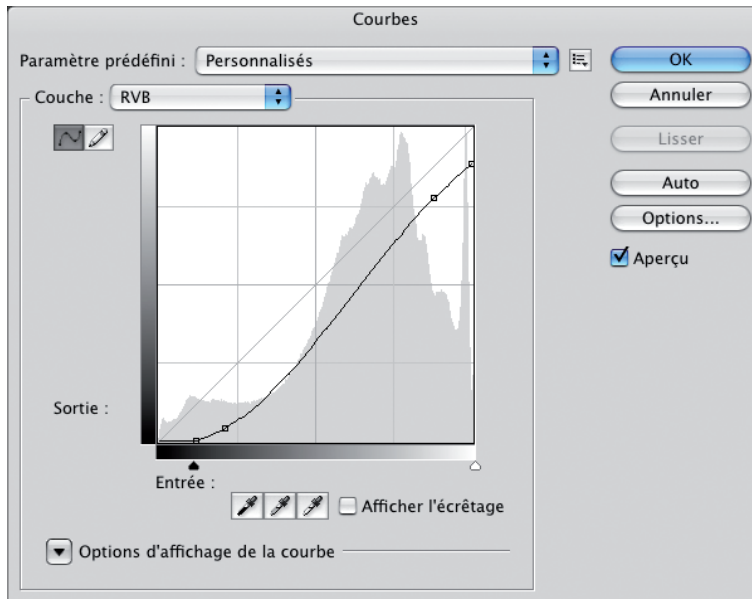 Courbes
Paramètre prédéfini : Personnalisés
OK
Couche : RVB
Annuler
Lisser
Auto
Options...
Aperçu
Sortie :
Entrée :
Afficher l'écrêtage
Options d'affichage de la courbe